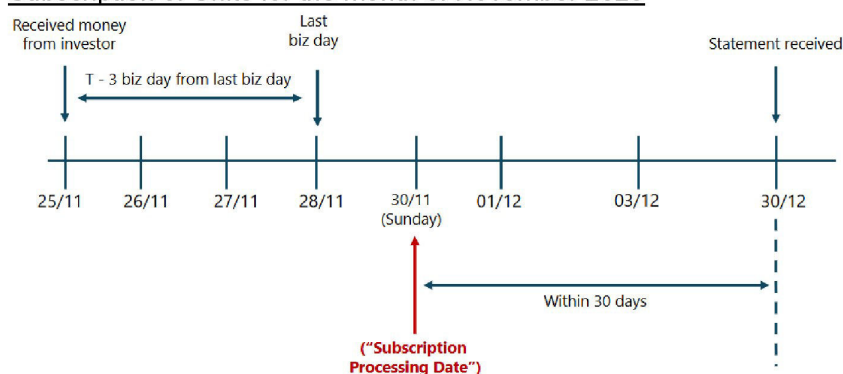 Received money
from investor
Last
biz day
Statement received
T - 3 biz day from last biz day
25/11
26/11
27/11
28/11
30/11
(Sunday)
01/12
03/12
30/12
Within 30 days
("Subscription
Processing Date")